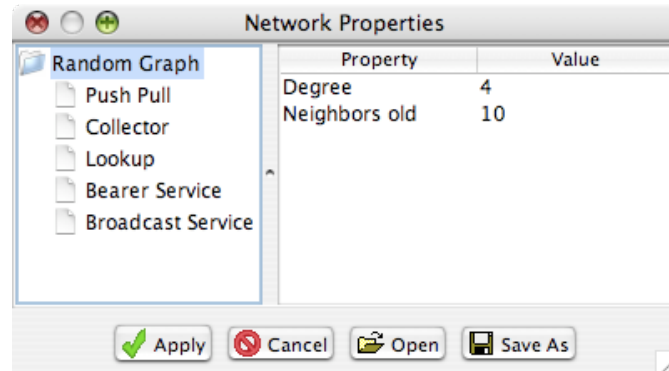 Network Properties
Random Graph
Push Pull
Collector
Lookup
Bearer Service
Broadcast Service
Property Value
Degree 4
Neighbors old 10
Apply Cancel Open Save As